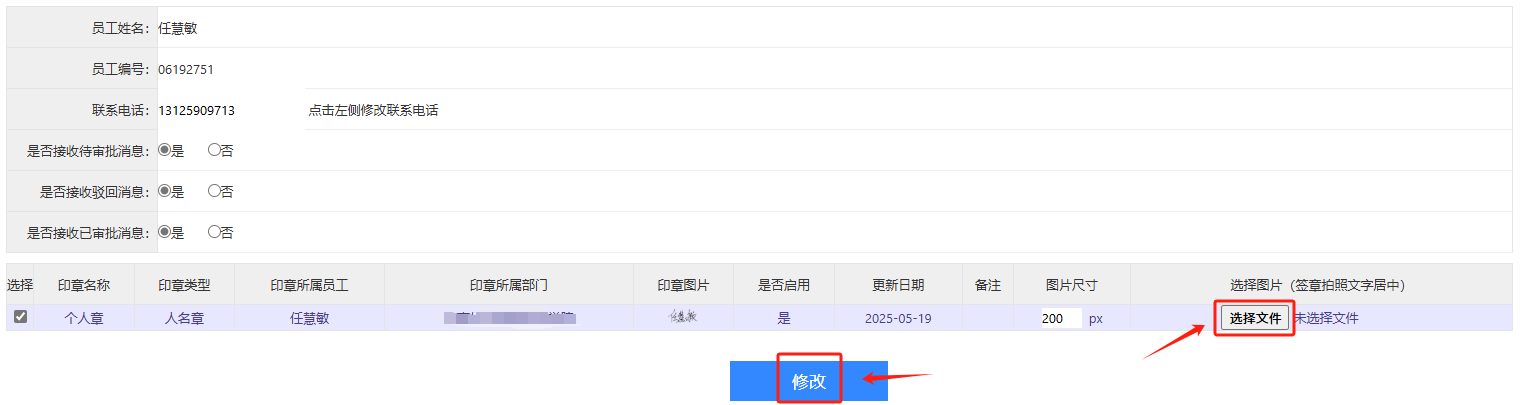 员工姓名：任慧敏
员工编号：06192751
联系电话：13125909713 点击左侧修改联系电话
是否接收待审批消息：是 否
是否接收驳回消息：是 否
是否接收已审批消息：是 否
选择 印章名称 印章类型 印章所属员工 印章所属部门 印章图片 是否启用 更新日期 备注 图片尺寸 选择图片（签章拍照文字居中）
个人章 人名章 任慧敏 任慧敏 是 2025-05-19 200 px 选择文件 未选择文件
修改